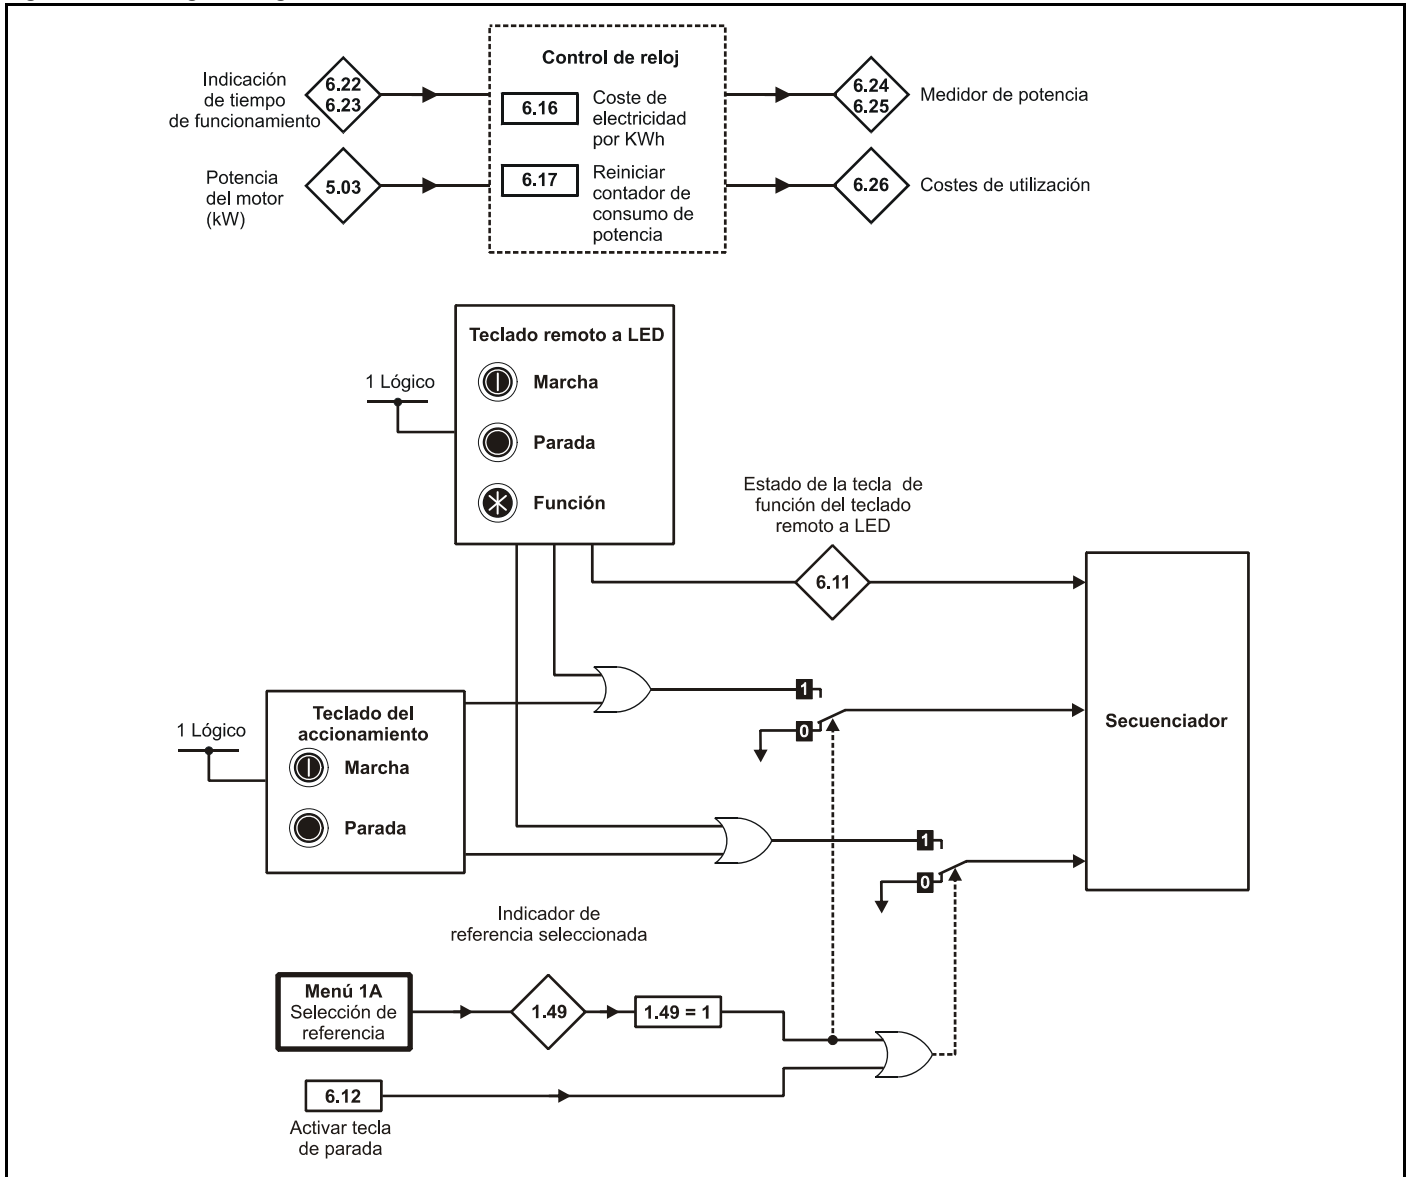 Control de reloj
Indicación
de tiempo
de funcionamiento
6.22
6.23
6.16
Coste de
electricidad
por KWh
6.24
6.25
Medidor de potencia
Potencia
del motor
(kW)
5.03
6.17
Reiniciar
contador de
consumo de
potencia
6.26
Costes de utilización
Teclado remoto a LED
1 Lógico
Marcha
Parada
Función
Estado de la tecla de
función del teclado
remoto a LED
6.11
Teclado del
accionamiento
1 Lógico
Marcha
Parada
1
0
Secuenciador
1
0
Indicador de
referencia seleccionada
Menú 1A
Selección de
referencia
1.49
1.49 = 1
6.12
Activar tecla
de parada